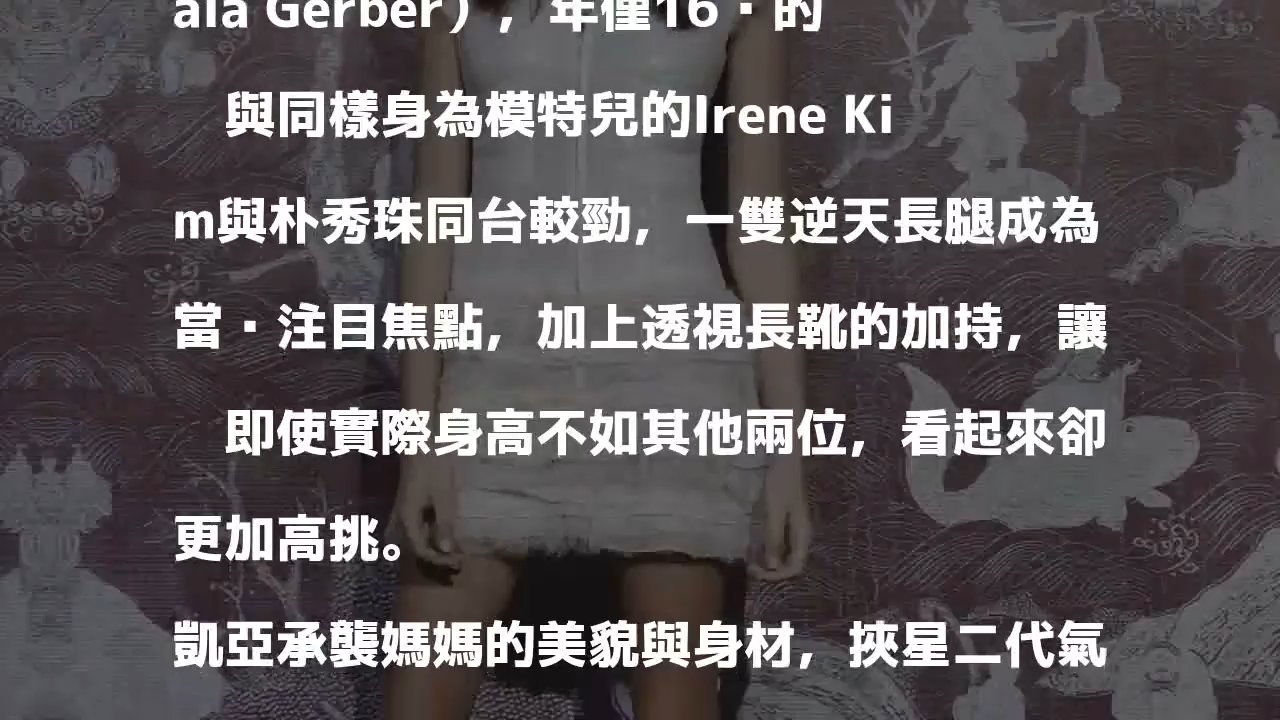 aia Gerber），年僅16·的
與同樣身為模特兒的Irene Ki
m與朴秀珠同台較勁，一雙逆天長腿成為
當·注目焦點，加上透視長靴的加持，讓
即使實際身高不如其他兩位，看起來卻
更加高挑。
凱亞承襲媽媽的美貌與身材，挾星二代氣